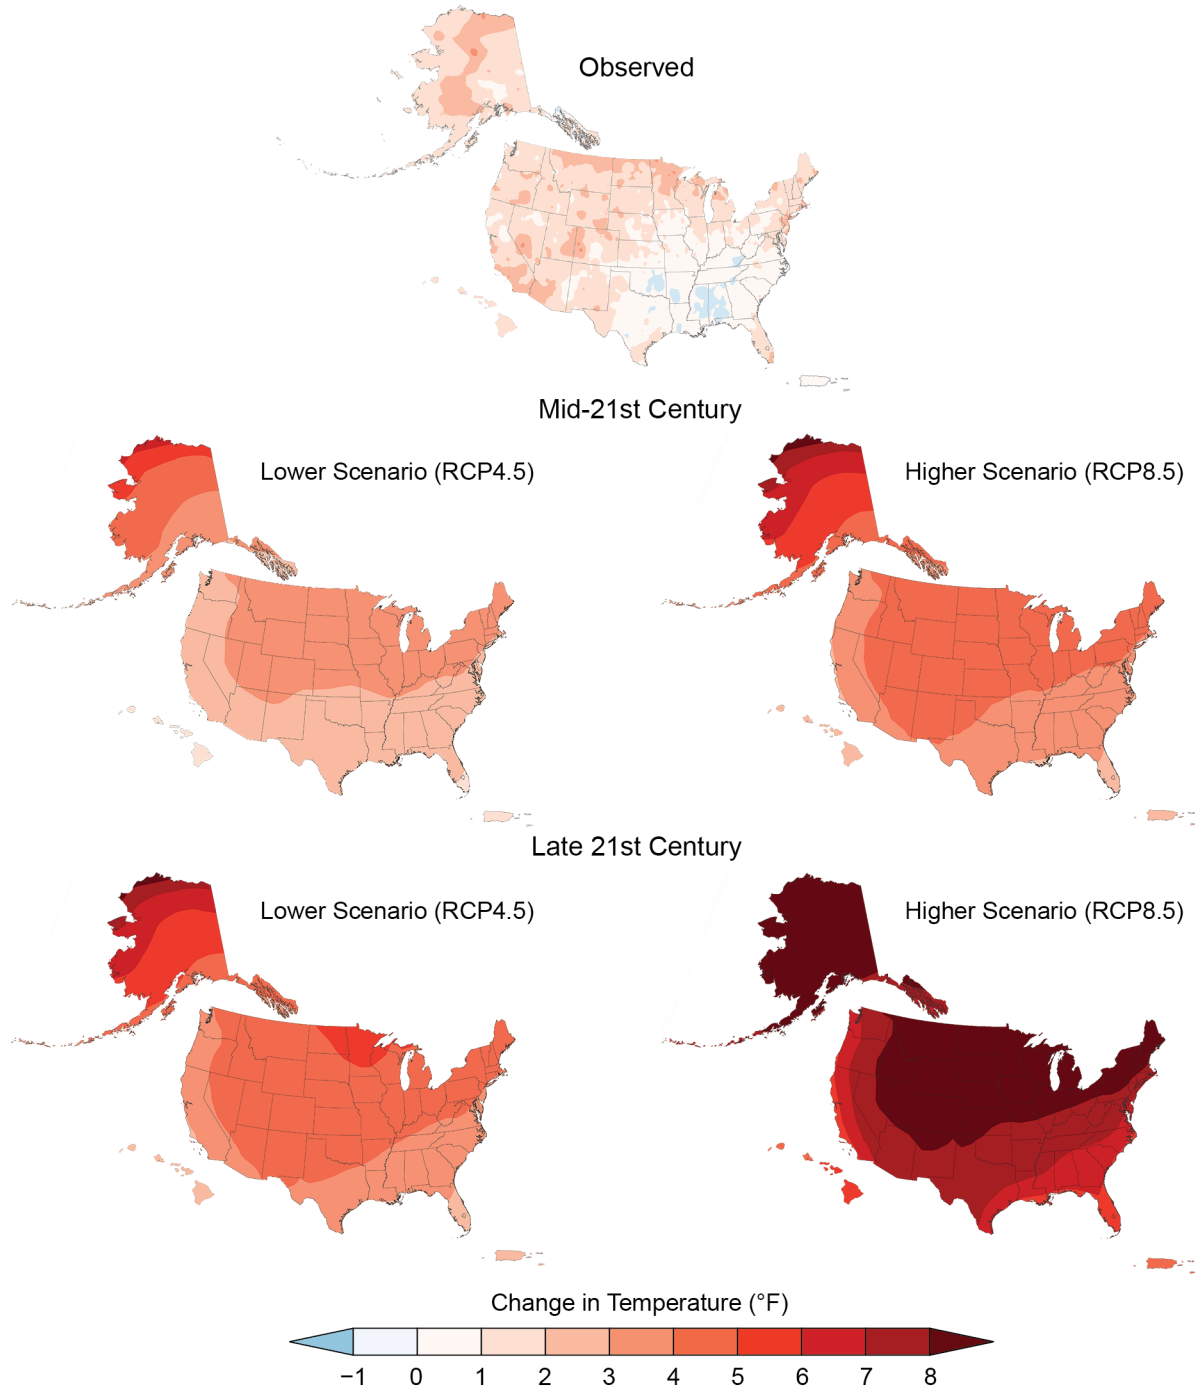 Observed
Mid-21st Century
Lower Scenario (RCP4.5)
Higher Scenario (RCP8.5)
Late 21st Century
Lower Scenario (RCP4.5)
Higher Scenario (RCP8.5)
Change in Temperature (°F)
−1 0 1 2 3 4 5 6 7 8